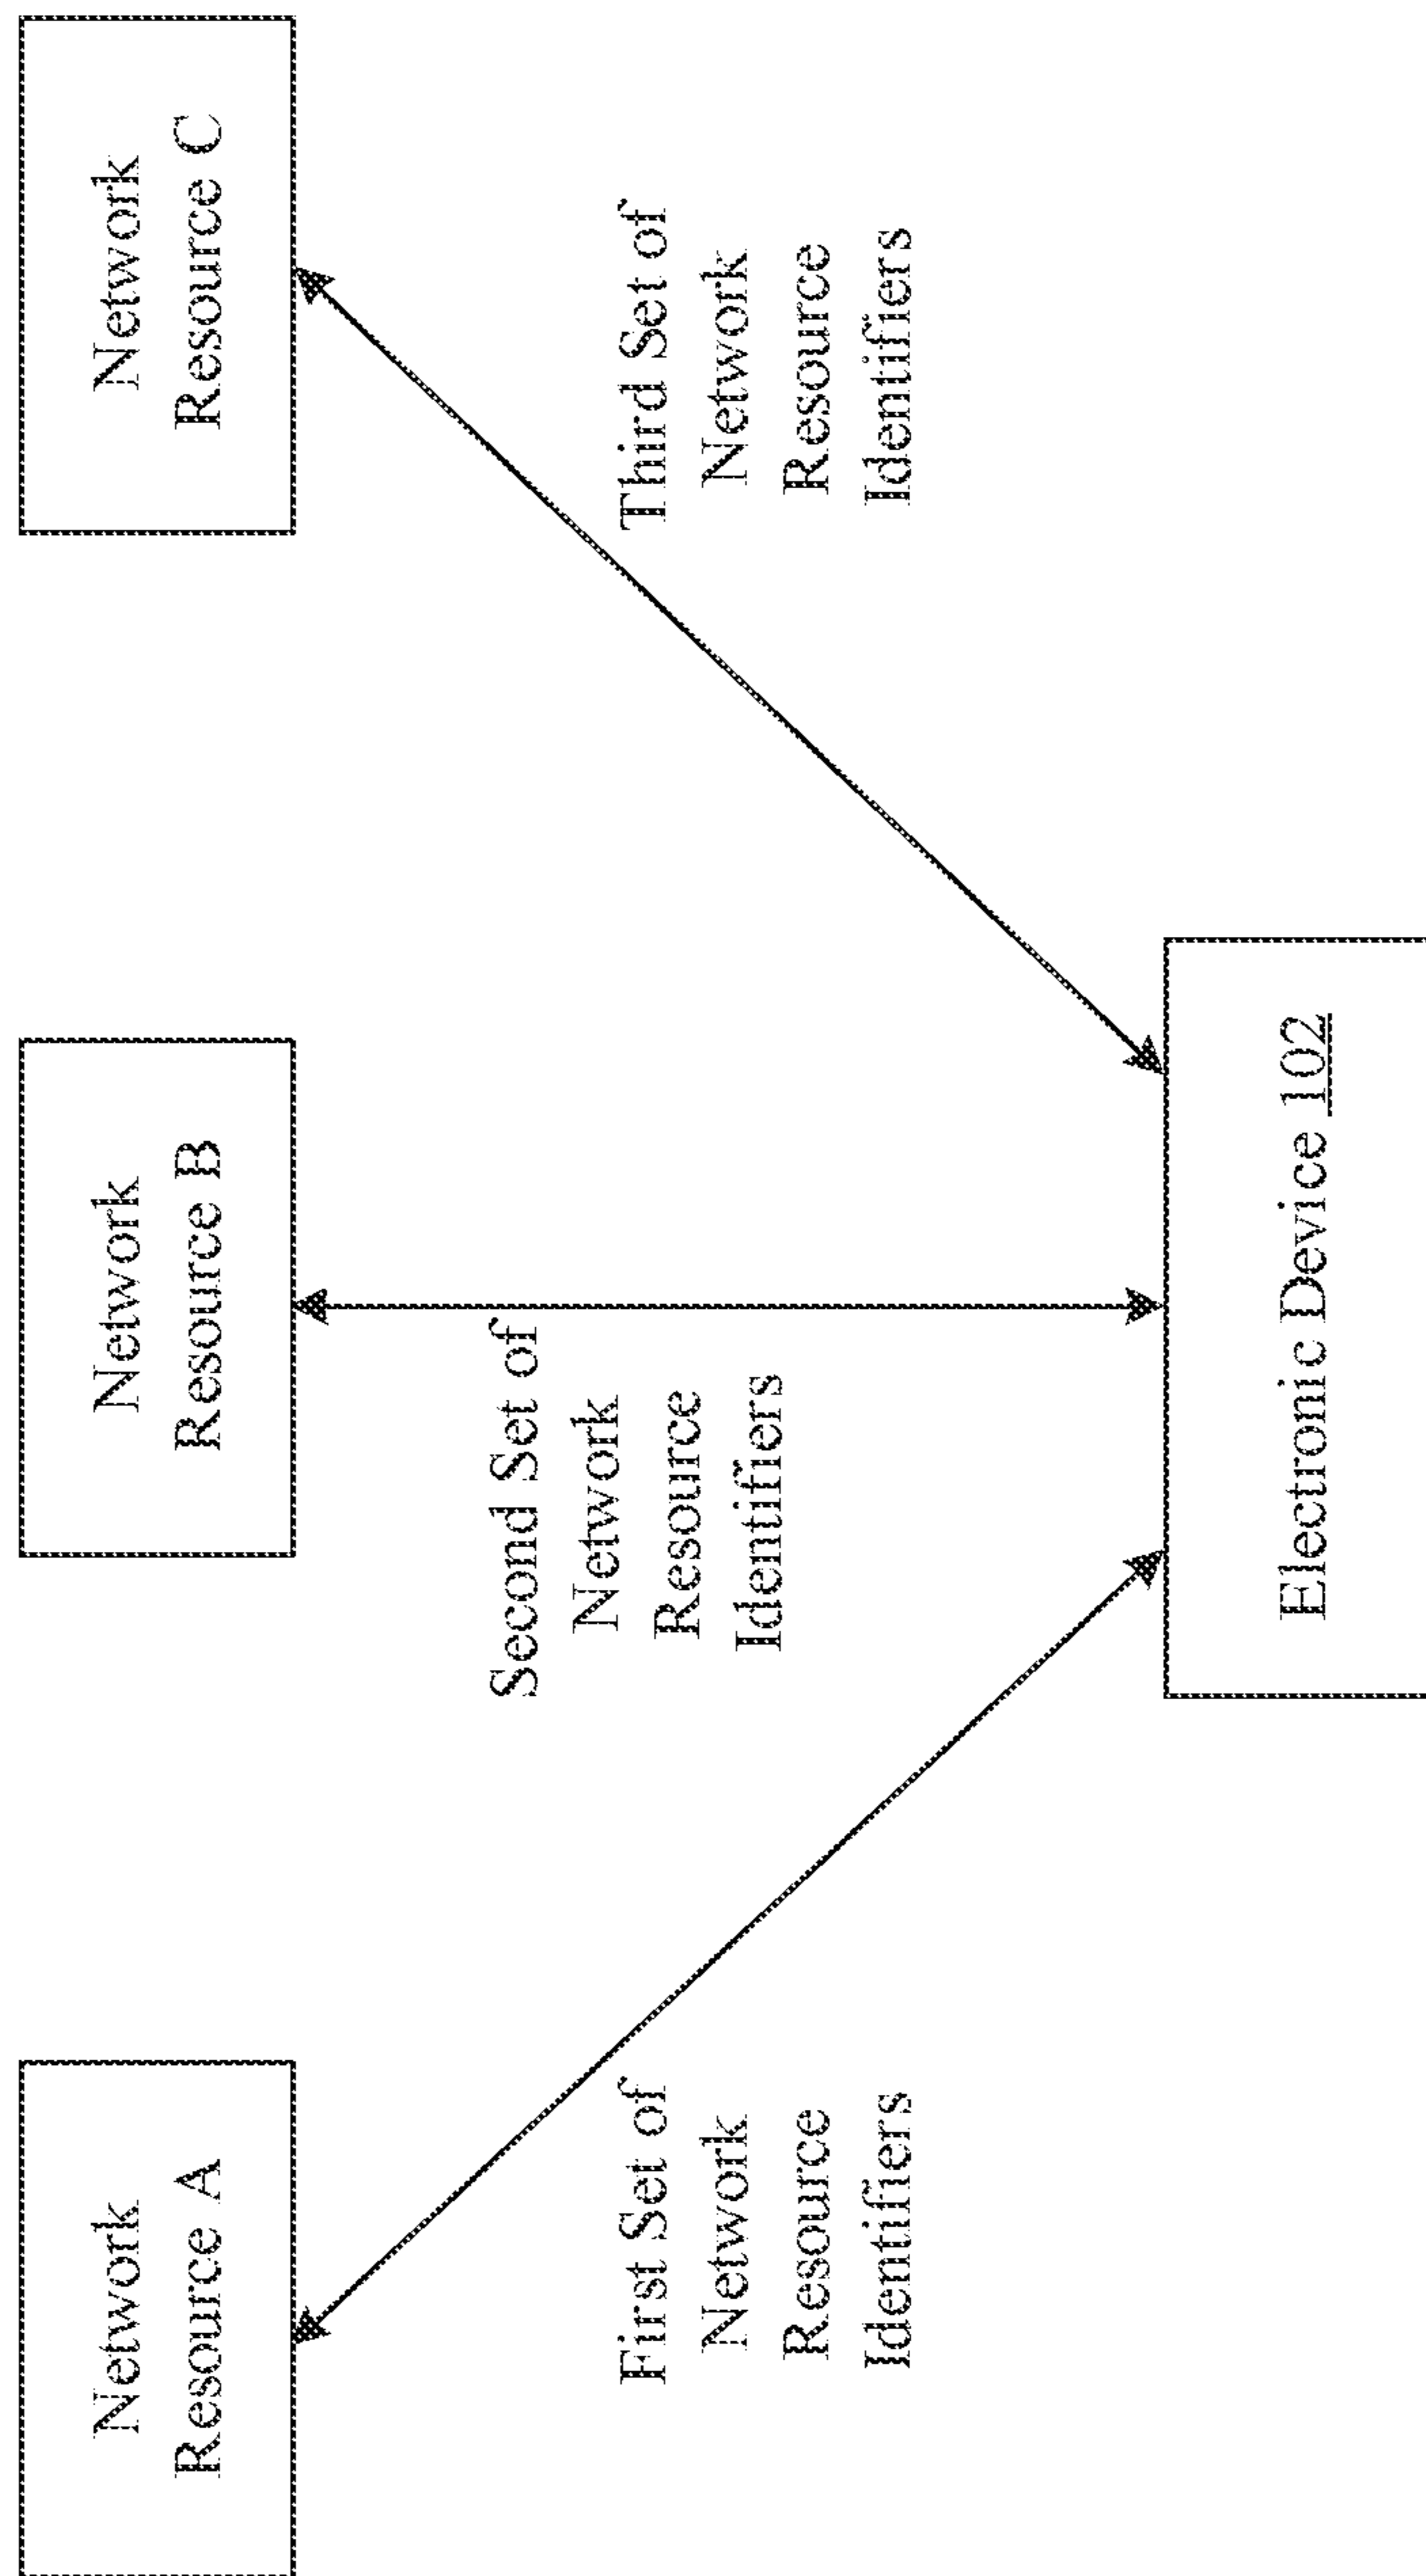 Network
Resource A
Network
Resource B
Network
Resource C
First Set of
Network
Resource
Identifiers
Second Set of
Network
Resource
Identifiers
Third Set of
Network
Resource
Identifiers
Electronic Device 102